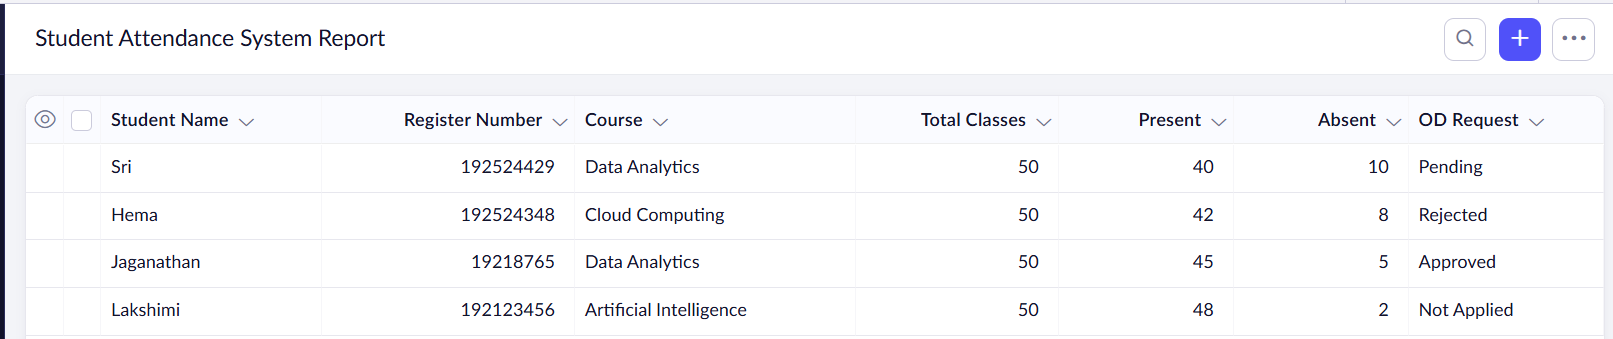 Student Attendance System Report
Student Name Register Number Course Total Classes Present Absent OD Request
Sri 192524429 Data Analytics 50 40 10 Pending
Hema 192524348 Cloud Computing 50 42 8 Rejected
Jaganathan 19218765 Data Analytics 50 45 5 Approved
Lakshimi 192123456 Artificial Intelligence 50 48 2 Not Applied